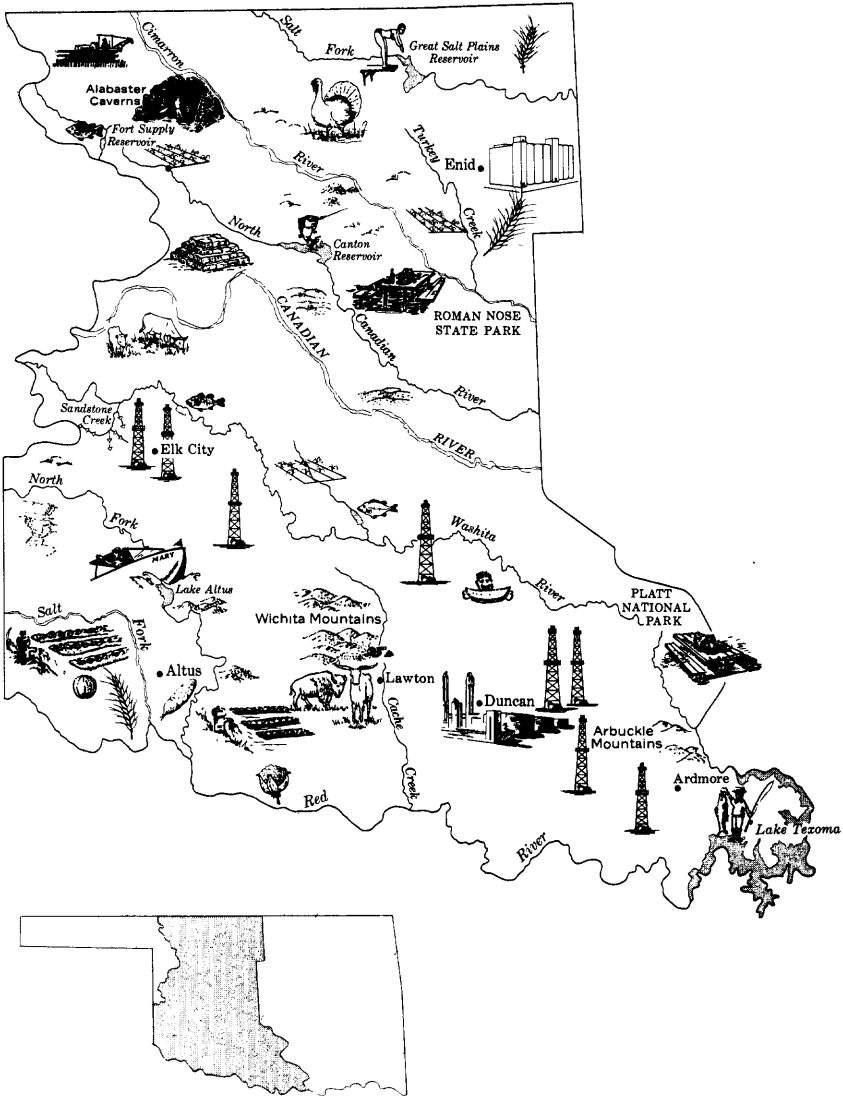 Salt
Fork
Cimarron
Great Salt Plains
Reservoir
Alabaster
Caverns
Fort Supply
Reservoir
Turkey
Creek
River
Enid
North
Canton
Reservoir
CANADIAN
Canadian
ROMAN NOSE
STATE PARK
River
RIVER
Sandstone
Creek
Elk City
North
Fork
MARY
Washita
River
Lake Altus
Salt
Fork
Wichita Mountains
PLATT
NATIONAL
PARK
Altus
Lawton
Cache
Creek
Duncan
Arbuckle
Mountains
Ardmore
Red
River
Lake Texoma